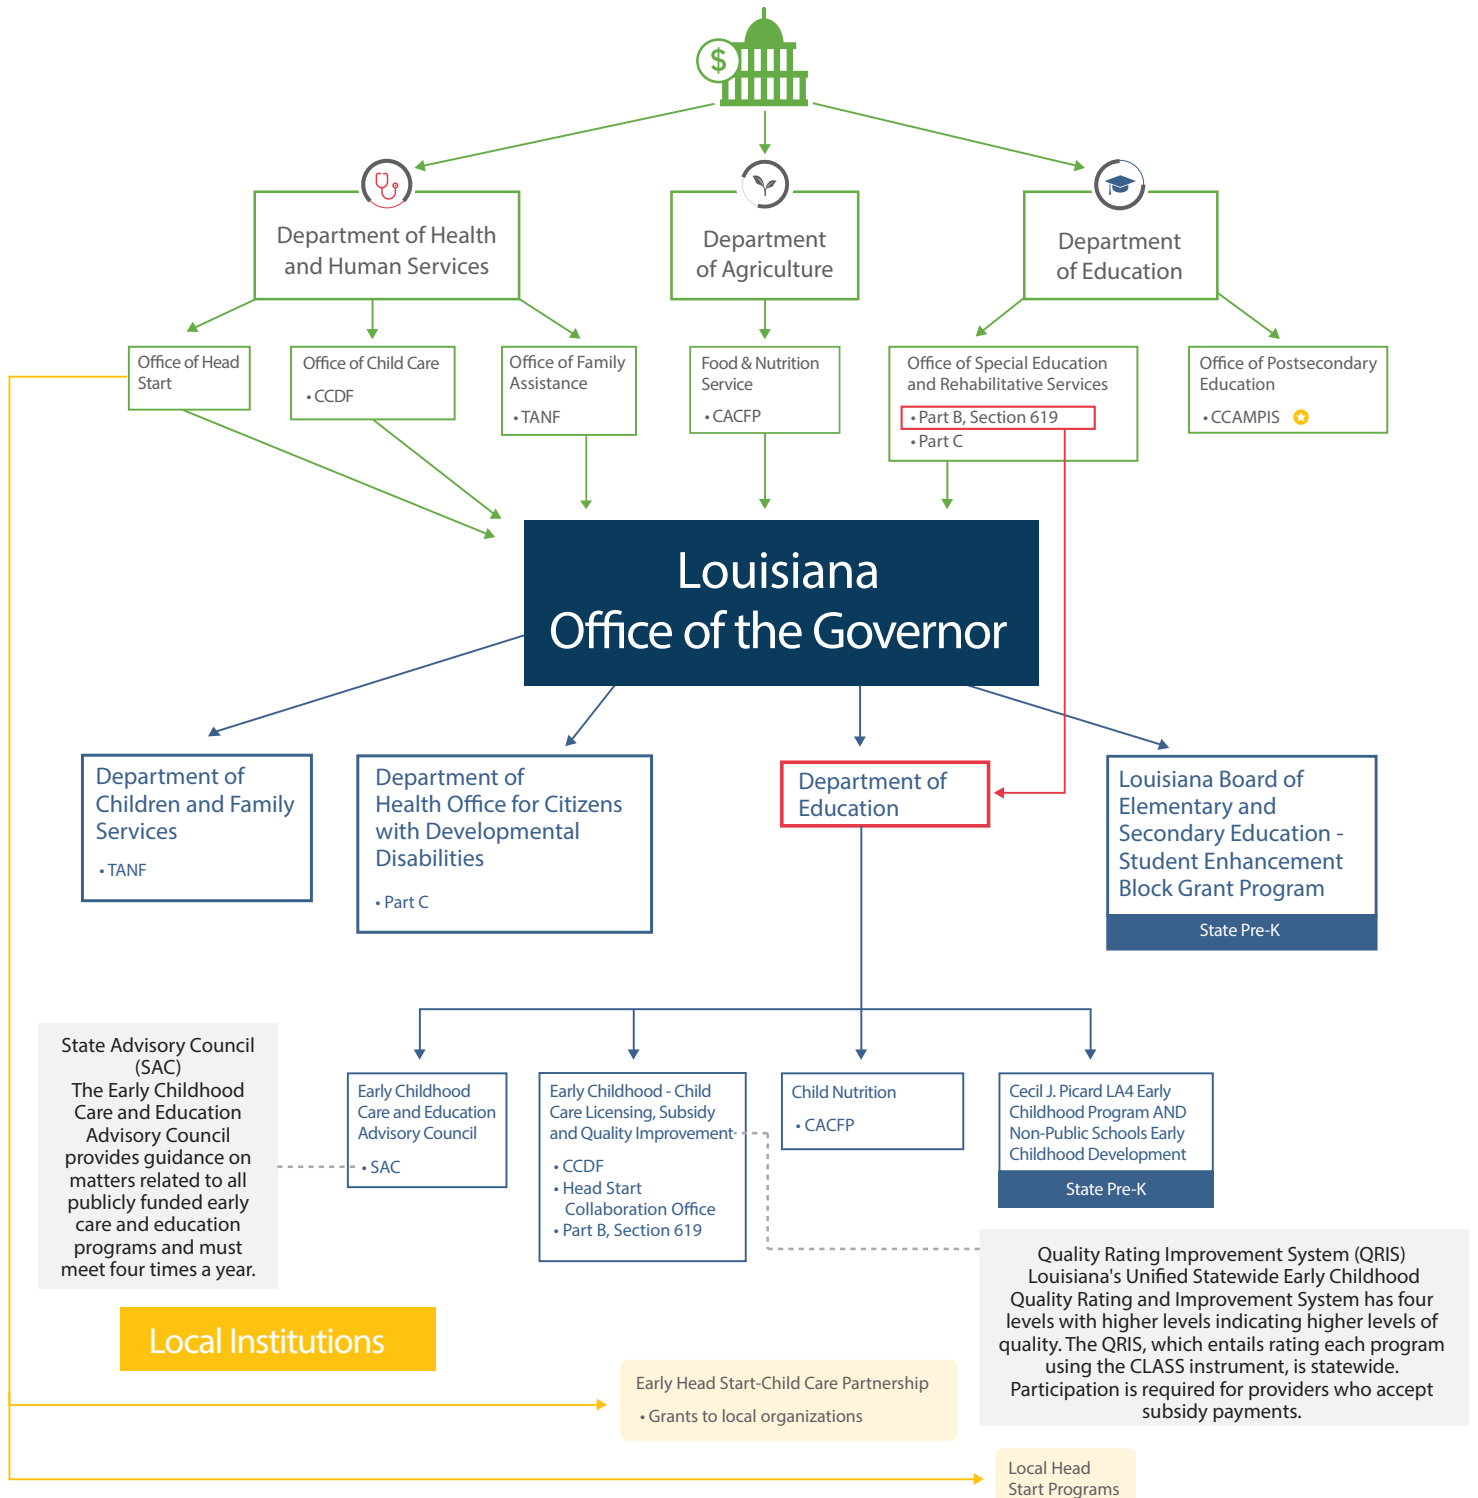 $
Department of Health
and Human Services
Department
of Agriculture
Department
of Education
Office of Head
Start
Office of Child Care
• CCDF
Office of Family
Assistance
• TANF
Food & Nutrition
Service
• CACFP
Office of Special Education
and Rehabilitative Services
• Part B, Section 619
• Part C
Office of Postsecondary
Education
• CCAMPIS
Louisiana
Office of the Governor
Department of
Children and Family
Services
• TANF
Department of
Health Office for Citizens
with Developmental
Disabilities
• Part C
Department of
Education
Louisiana Board of
Elementary and
Secondary Education -
Student Enhancement
Block Grant Program
State Pre-K
State Advisory Council
(SAC)
The Early Childhood
Care and Education
Advisory Council
provides guidance on
matters related to all
publicly funded early
care and education
programs and must
meet four times a year.
Early Childhood
Care and Education
Advisory Council
• SAC
Early Childhood - Child
Care Licensing, Subsidy
and Quality Improvement
• CCDF
• Head Start
Collaboration Office
• Part B, Section 619
Child Nutrition
• CACFP
Cecil J. Picard LA4 Early
Childhood Program AND
Non-Public Schools Early
Childhood Development
State Pre-K
Quality Rating Improvement System (QRIS)
Louisiana's Unified Statewide Early Childhood
Quality Rating and Improvement System has four
levels with higher levels indicating higher levels of
quality. The QRIS, which entails rating each program
using the CLASS instrument, is statewide.
Participation is required for providers who accept
subsidy payments.
Local Institutions
Early Head Start-Child Care Partnership
• Grants to local organizations
Local Head
Start Programs